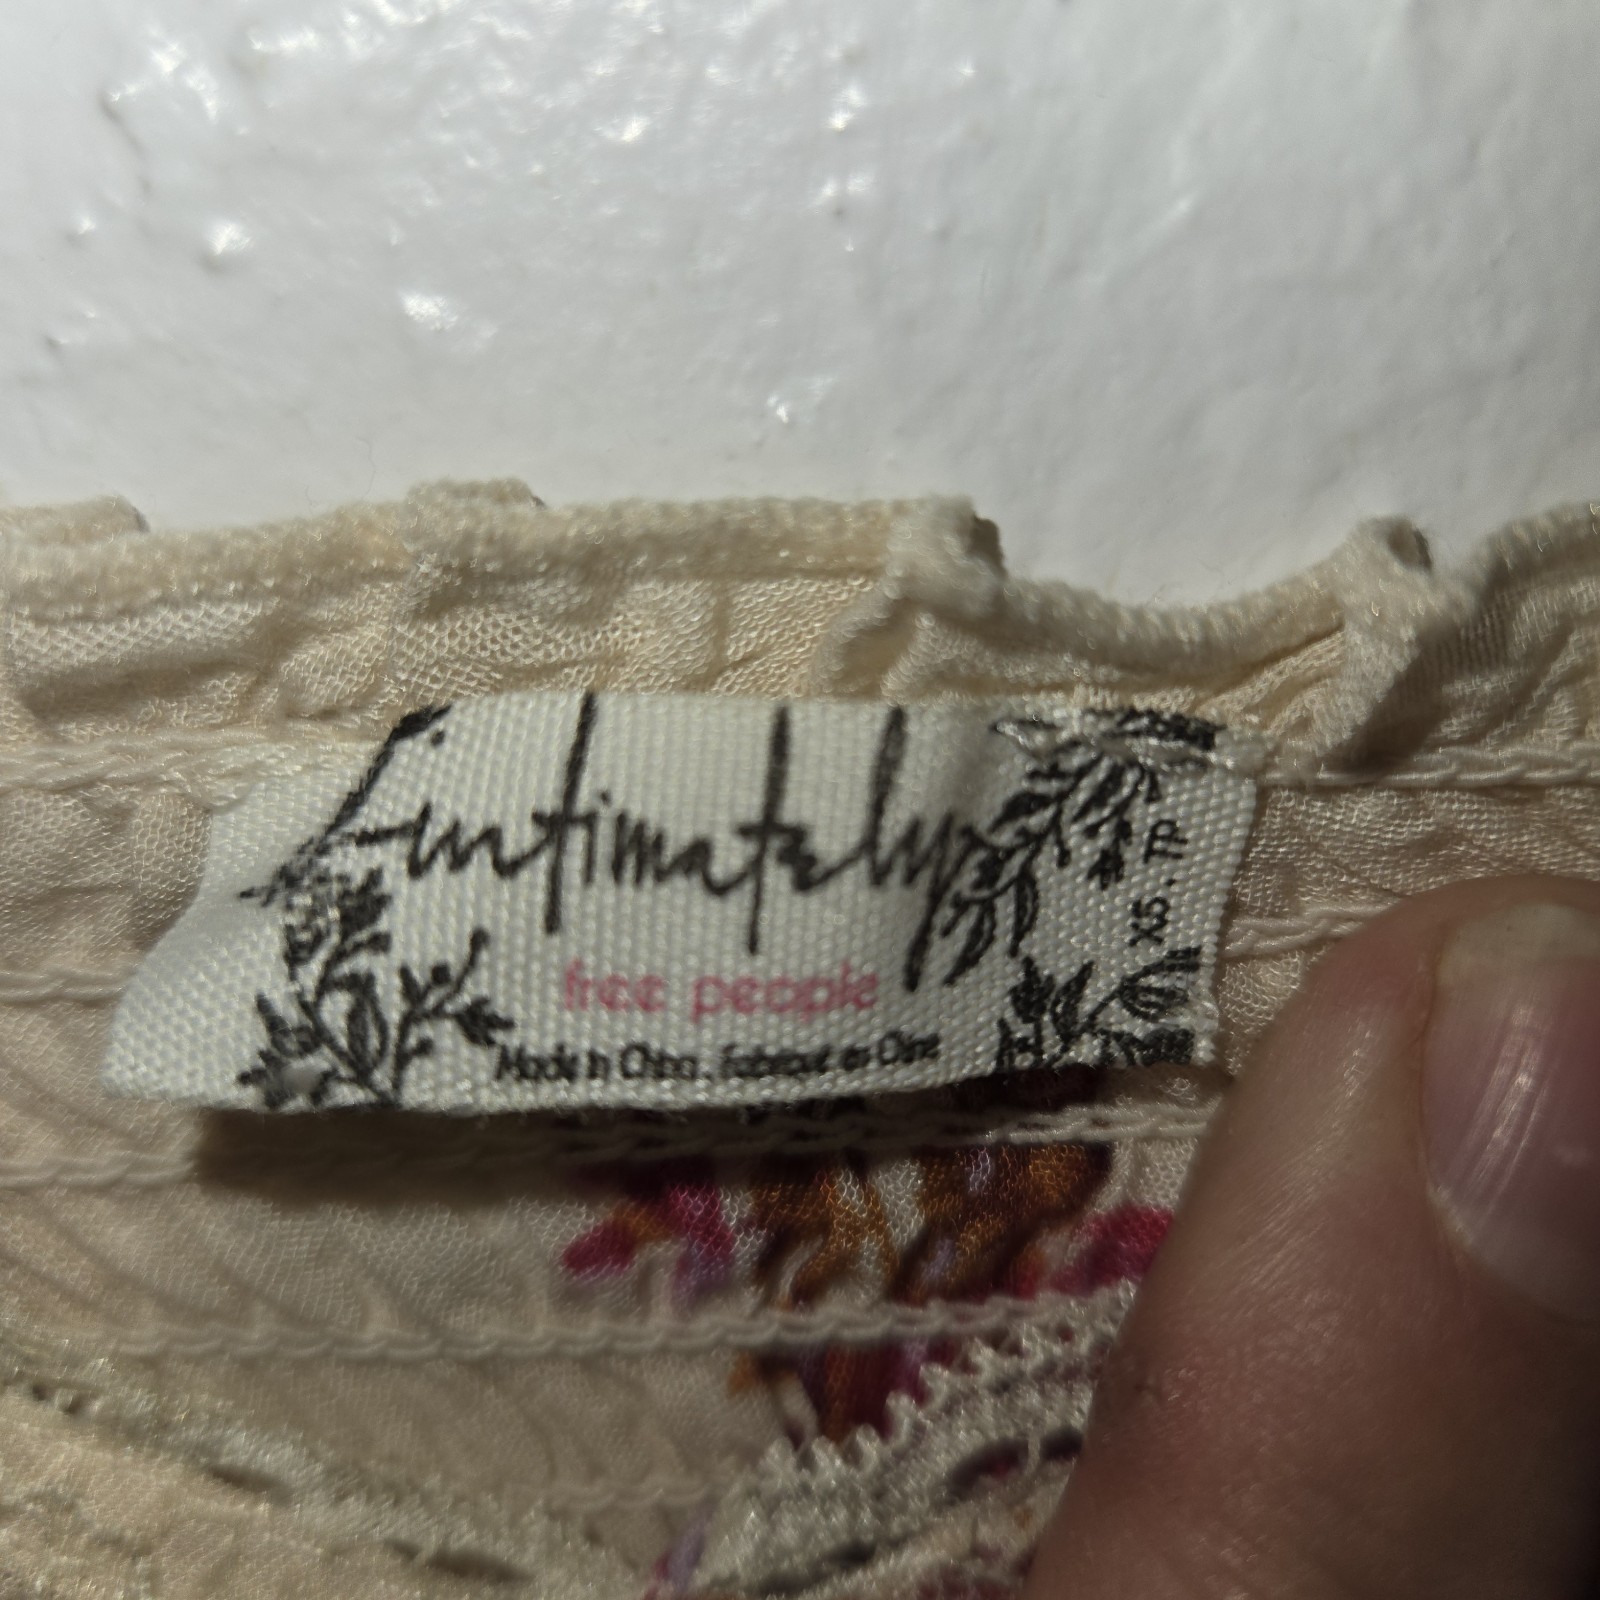 intimately
free people
Made in China. Fabriqué en Chine
XS. TP